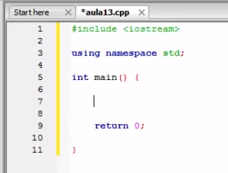 Start here
*aula13.cpp
1 #include <iostream>
2
3 using namespace std;
4
5 int main() {
6
7
8
9 return 0;
10
11 }